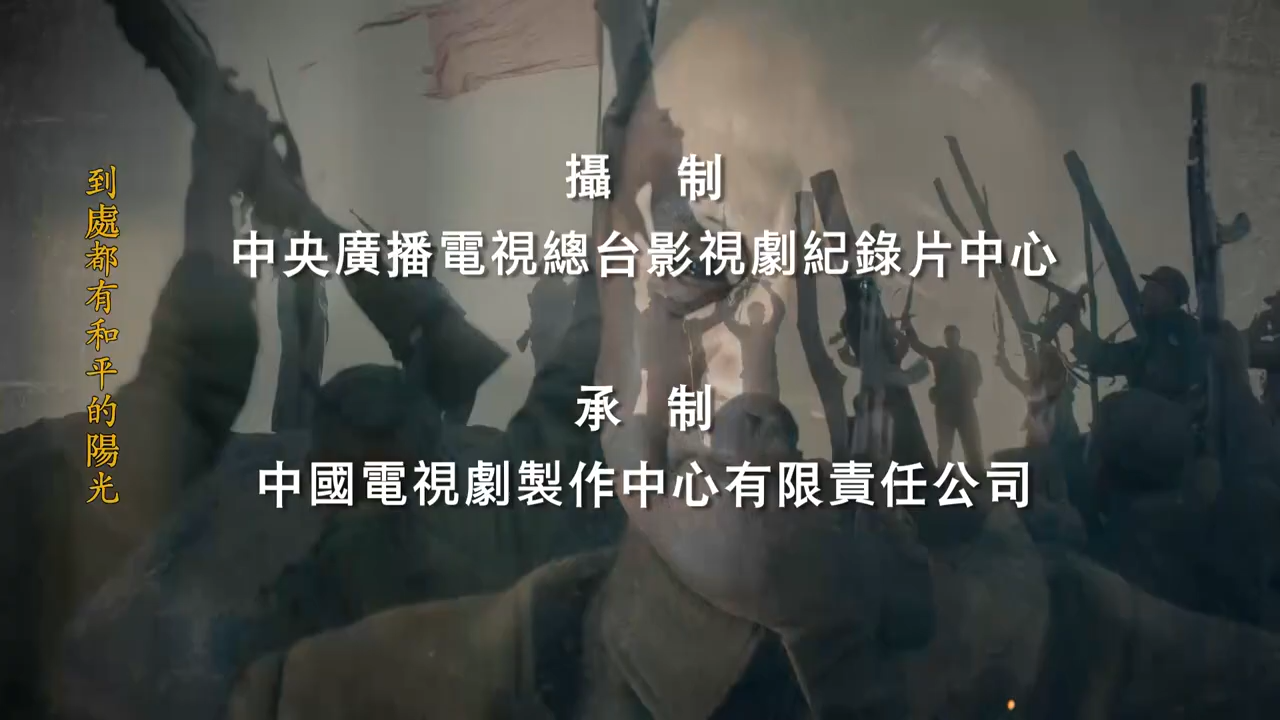 到處都有和平的陽光
攝 制
中央廣播電視總台影視劇紀錄片中心
承 制
中國電視劇製作中心有限責任公司